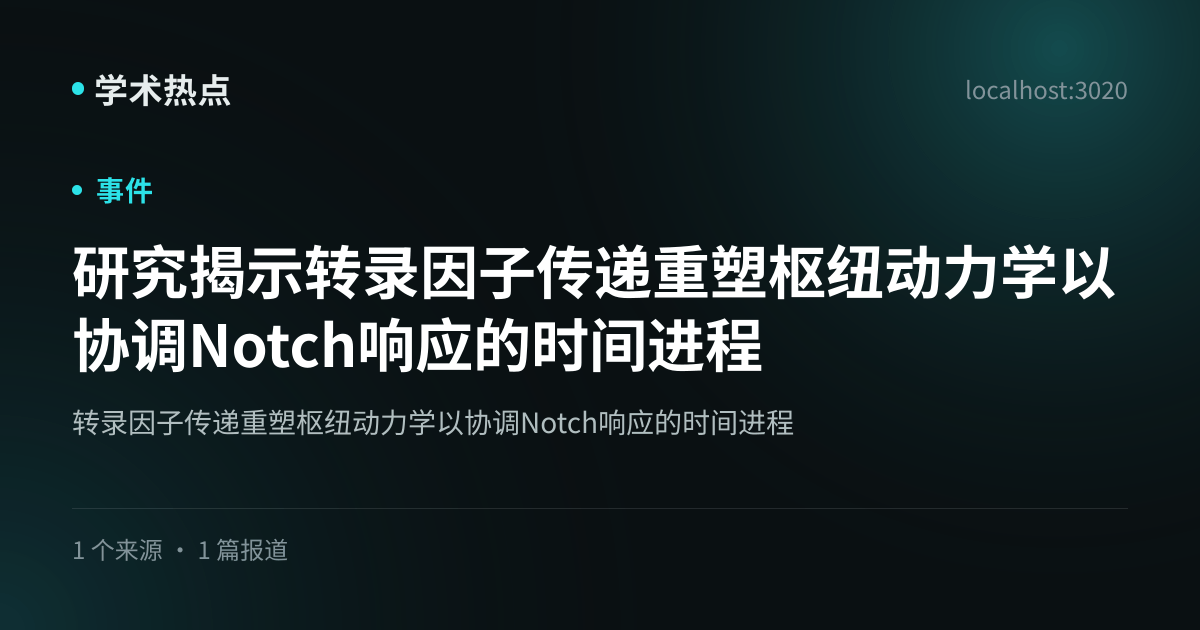 学术热点
localhost:3020
事件
研究揭示转录因子传递重塑枢纽动力学以
协调Notch响应的时间进程
转录因子传递重塑枢纽动力学以协调Notch响应的时间进程
1 个来源 · 1 篇报道